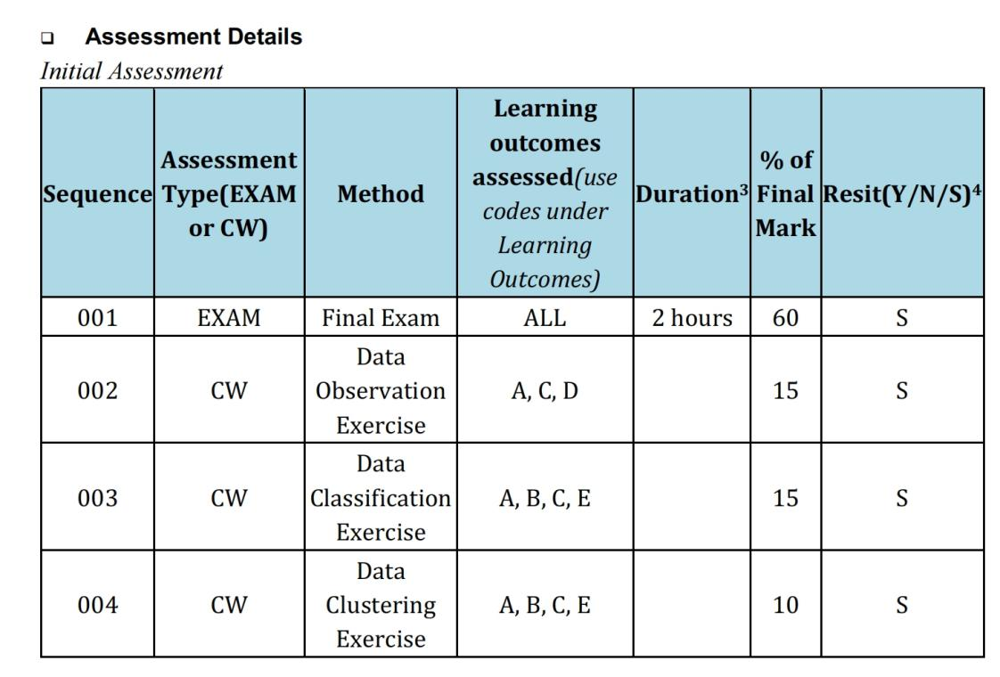 ❑ Assessment Details
Initial Assessment
Sequence
Assessment
Type(EXAM
or CW)
Method
Learning
outcomes
assessed(use
codes under
Learning
Outcomes)
Duration³
% of
Final
Mark
Resit(Y/N/S)⁴
001 EXAM Final Exam ALL 2 hours 60 S
Data
002 CW Observation A, C, D 15 S
Exercise
Data
003 CW Classification A, B, C, E 15 S
Exercise
Data
004 CW Clustering A, B, C, E 10 S
Exercise